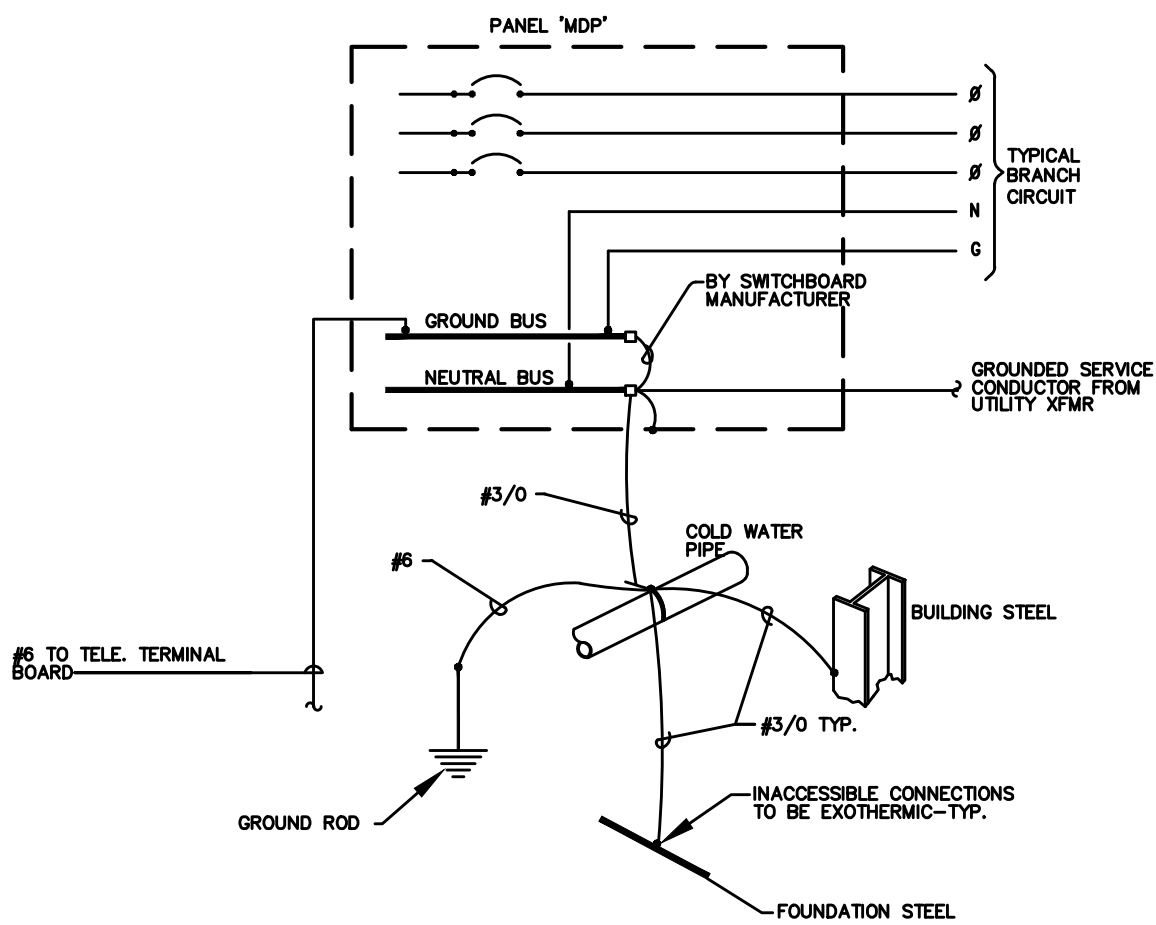 PANEL 'MDP'
Ø
Ø
Ø
N
G
TYPICAL
BRANCH
CIRCUIT
BY SWITCHBOARD
MANUFACTURER
GROUND BUS
NEUTRAL BUS
GROUNDED SERVICE
CONDUCTOR FROM
UTILITY XFMR
#3/0
COLD WATER
PIPE
#6
BUILDING STEEL
#6 TO TELE. TERMINAL
BOARD
#3/0 TYP.
INACCESSIBLE CONNECTIONS
TO BE EXOTHERMIC-TYP.
GROUND ROD
FOUNDATION STEEL